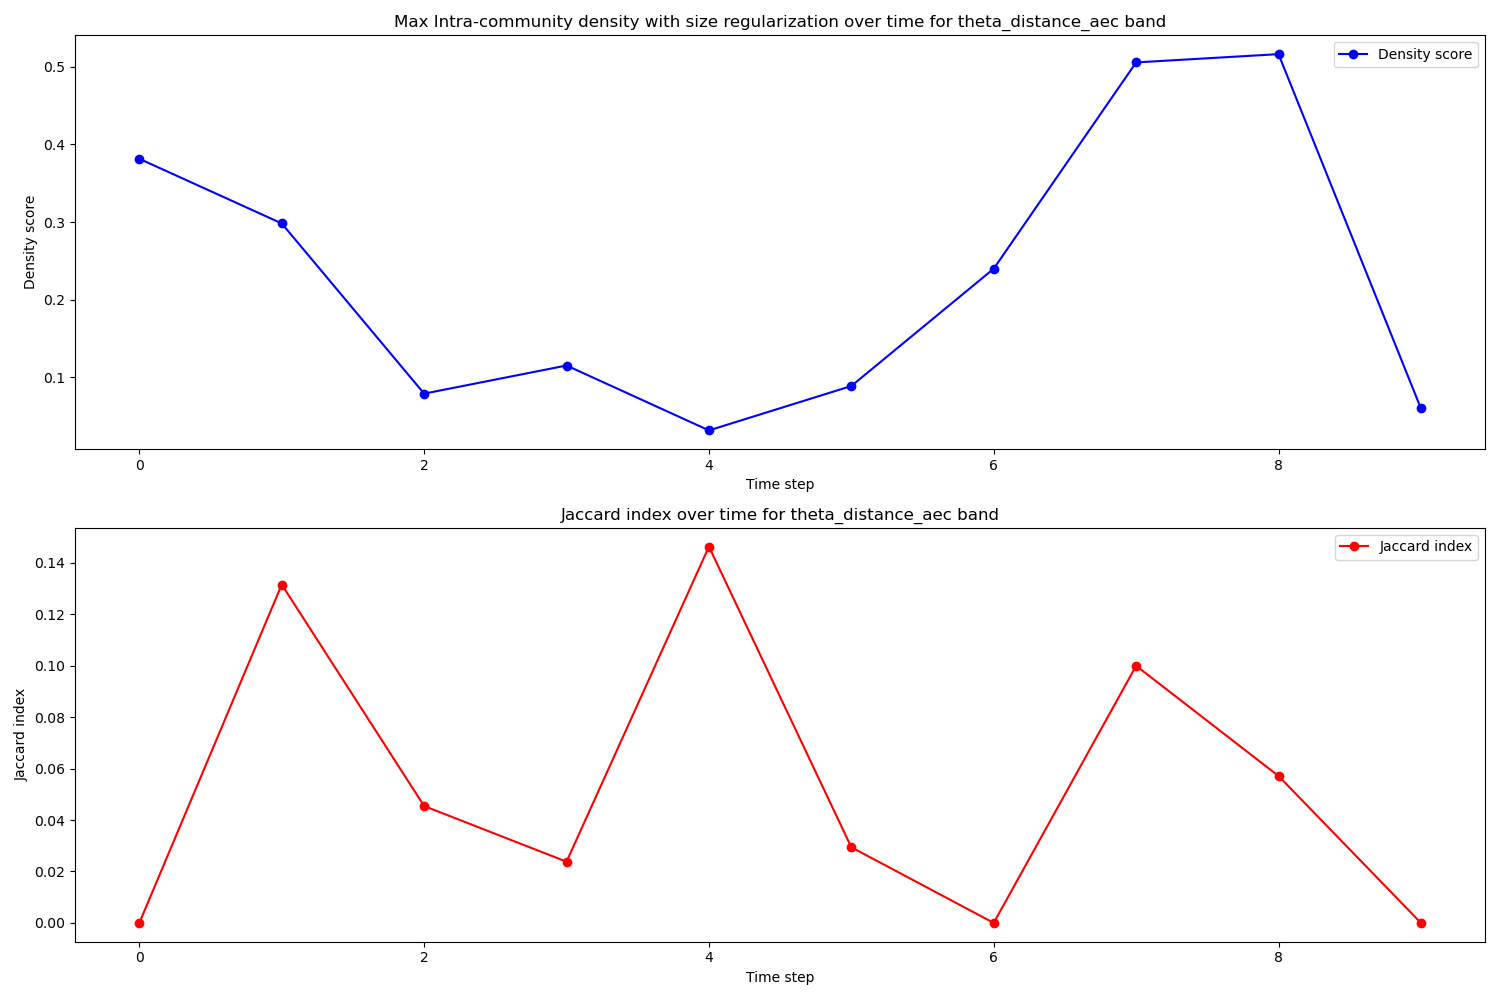 Max Intra-community density with size regularization over time for theta_distance_aec band
Density score
0.5
0.4
0.3
0.2
0.1
Density score
0
2
4
6
8
Time step
Jaccard index over time for theta_distance_aec band
Jaccard index
0.14
0.12
0.10
0.08
0.06
0.04
0.02
0.00
Jaccard index
0
2
4
6
8
Time step